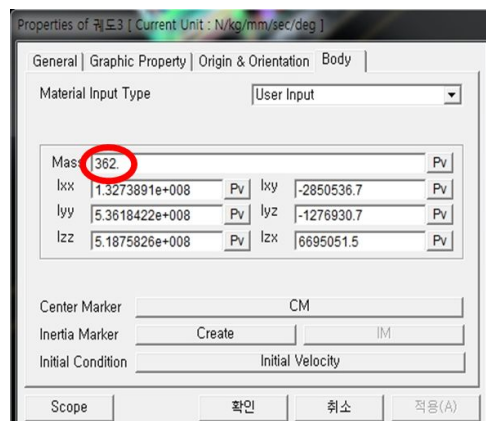 Properties of 궤도3 [ Current Unit : N/kg/mm/sec/deg ]
General Graphic Property Origin & Orientation Body
Material Input Type User Input
Mass 362. Pv
Ixx 1.3273891e+008 Pv Ixy -2850536.7 Pv
Iyy 5.3618422e+008 Pv Iyz -1276930.7 Pv
Izz 5.1875826e+008 Pv Izx 6695051.5 Pv
Center Marker CM
Inertia Marker Create IM
Initial Condition Initial Velocity
Scope 확인 취소 적용(A)